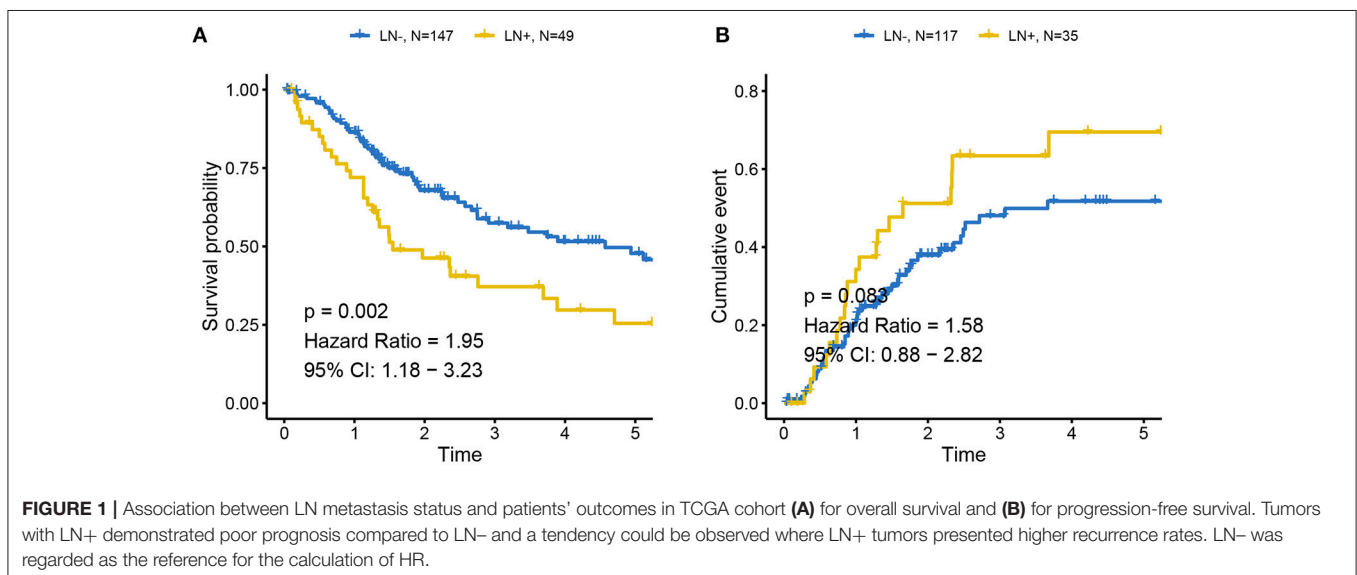 A
LN-, N=147 LN+, N=49
Survival probability
1.00
0.75
0.50
0.25
0.00
p = 0.002
Hazard Ratio = 1.95
95% CI: 1.18 − 3.23
0 1 2 3 4 5
Time
B
LN-, N=117 LN+, N=35
Cumulative event
0.8
0.6
0.4
0.2
0.0
p = 0.083
Hazard Ratio = 1.58
95% CI: 0.88 − 2.82
0 1 2 3 4 5
Time
FIGURE 1 | Association between LN metastasis status and patients’ outcomes in TCGA cohort (A) for overall survival and (B) for progression-free survival. Tumors
with LN+ demonstrated poor prognosis compared to LN– and a tendency could be observed where LN+ tumors presented higher recurrence rates. LN– was
regarded as the reference for the calculation of HR.